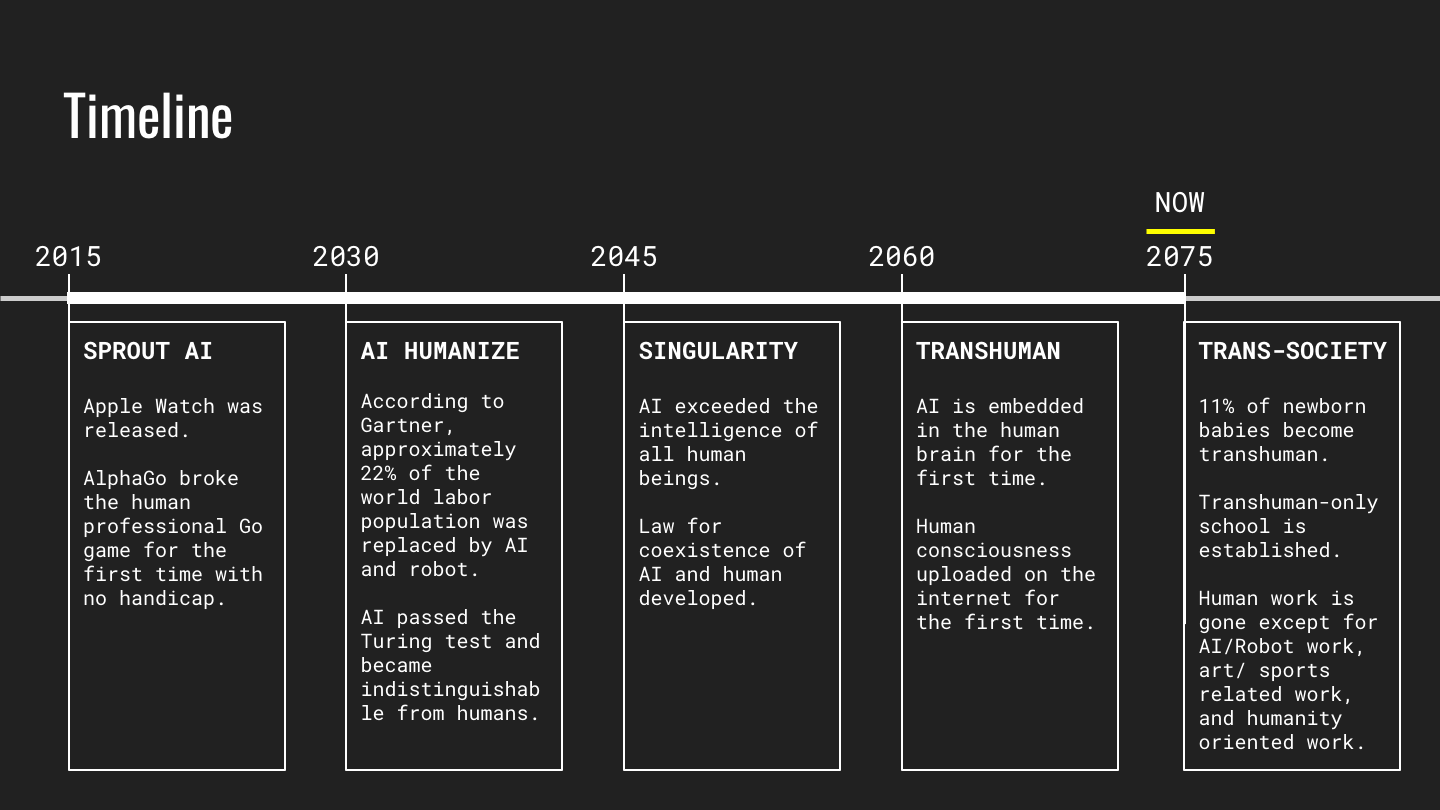 Timeline
NOW
2015
2030
2045
2060
2075
SPROUT AI
Apple Watch was
released.
AlphaGo broke
the human
professional Go
game for the
first time with
no handicap.
AI HUMANIZE
According to
Gartner,
approximately
22% of the
world labor
population was
replaced by AI
and robot.
AI passed the
Turing test and
became
indistinguishab
le from humans.
SINGULARITY
AI exceeded the
intelligence of
all human
beings.
Law for
coexistence of
AI and human
developed.
TRANSHUMAN
AI is embedded
in the human
brain for the
first time.
Human
consciousness
uploaded on the
internet for
the first time.
TRANS-SOCIETY
11% of newborn
babies become
transhuman.
Transhuman-only
school is
established.
Human work is
gone except for
AI/Robot work,
art/ sports
related work,
and humanity
oriented work.